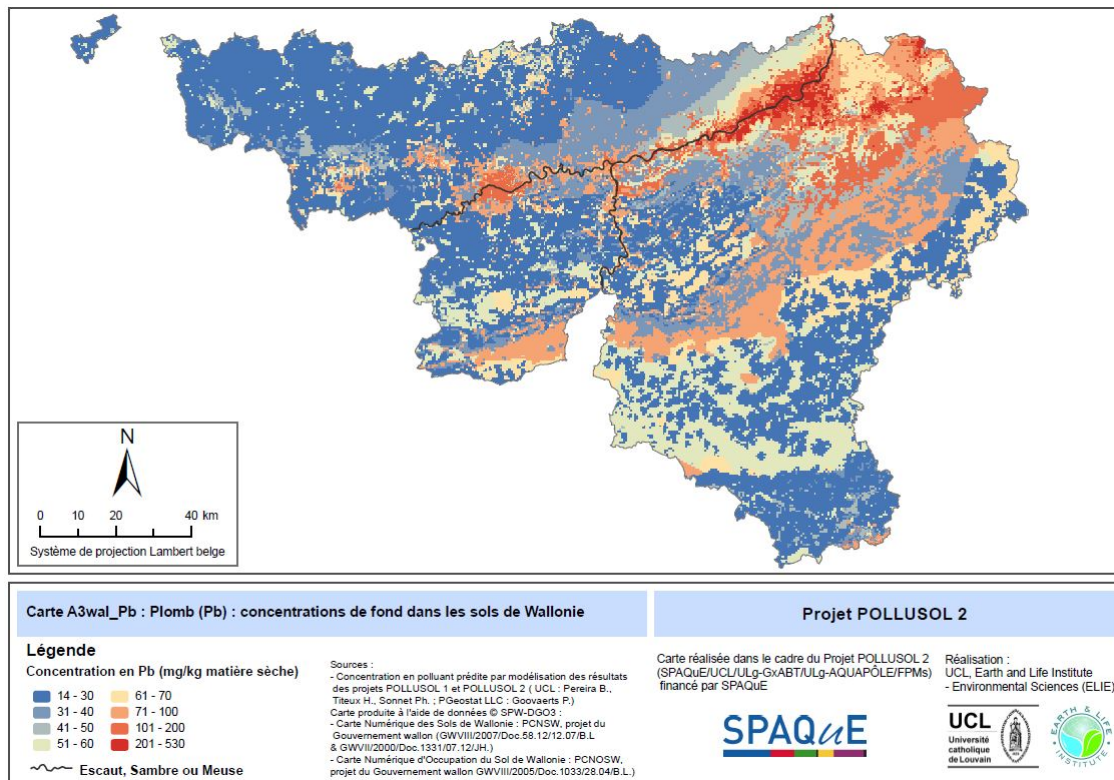 N
0 10 20 40 km
Système de projection Lambert belge
Carte A3wal_Pb : Plomb (Pb) : concentrations de fond dans les sols de Wallonie
Légende
Concentration en Pb (mg/kg matière sèche)
14 - 30
31 - 40
41 - 50
51 - 60
61 - 70
71 - 100
101 - 200
201 - 530
Escaut, Sambre ou Meuse
Sources :
- Concentration en polluant prédite par modélisation des résultats
des projets POLLUSOL 1 et POLLUSOL 2 ( UCL : Pereira B.,
Titeux H., Sonnet Ph. ; PGeostat LLC : Goovaerts P.)
Carte produite à l'aide de données © SPW-DGO3 :
- Carte Numérique des Sols de Wallonie : PCNSW, projet du
Gouvernement wallon (GWVIII/2007/Doc.58.12/12.07/B.L
& GWVII/2000/Doc.1331/07.12/JH.)
- Carte Numérique d'Occupation du Sol de Wallonie : PCNOSW,
projet du Gouvernement wallon GWVIII/2005/Doc.1033/28.04/B.L.)
Projet POLLUSOL 2
Carte réalisée dans le cadre du Projet POLLUSOL 2
(SPAQuE/UCL/ULg-GxABT/ULg-AQUAPÔLE/FPMs)
financé par SPAQuE
SPAQuE
Réalisation :
UCL, Earth and Life Institute
- Environmental Sciences (ELIE)
UCL
Université
catholique
de Louvain
EARTH & LIFE
INSTITUTE